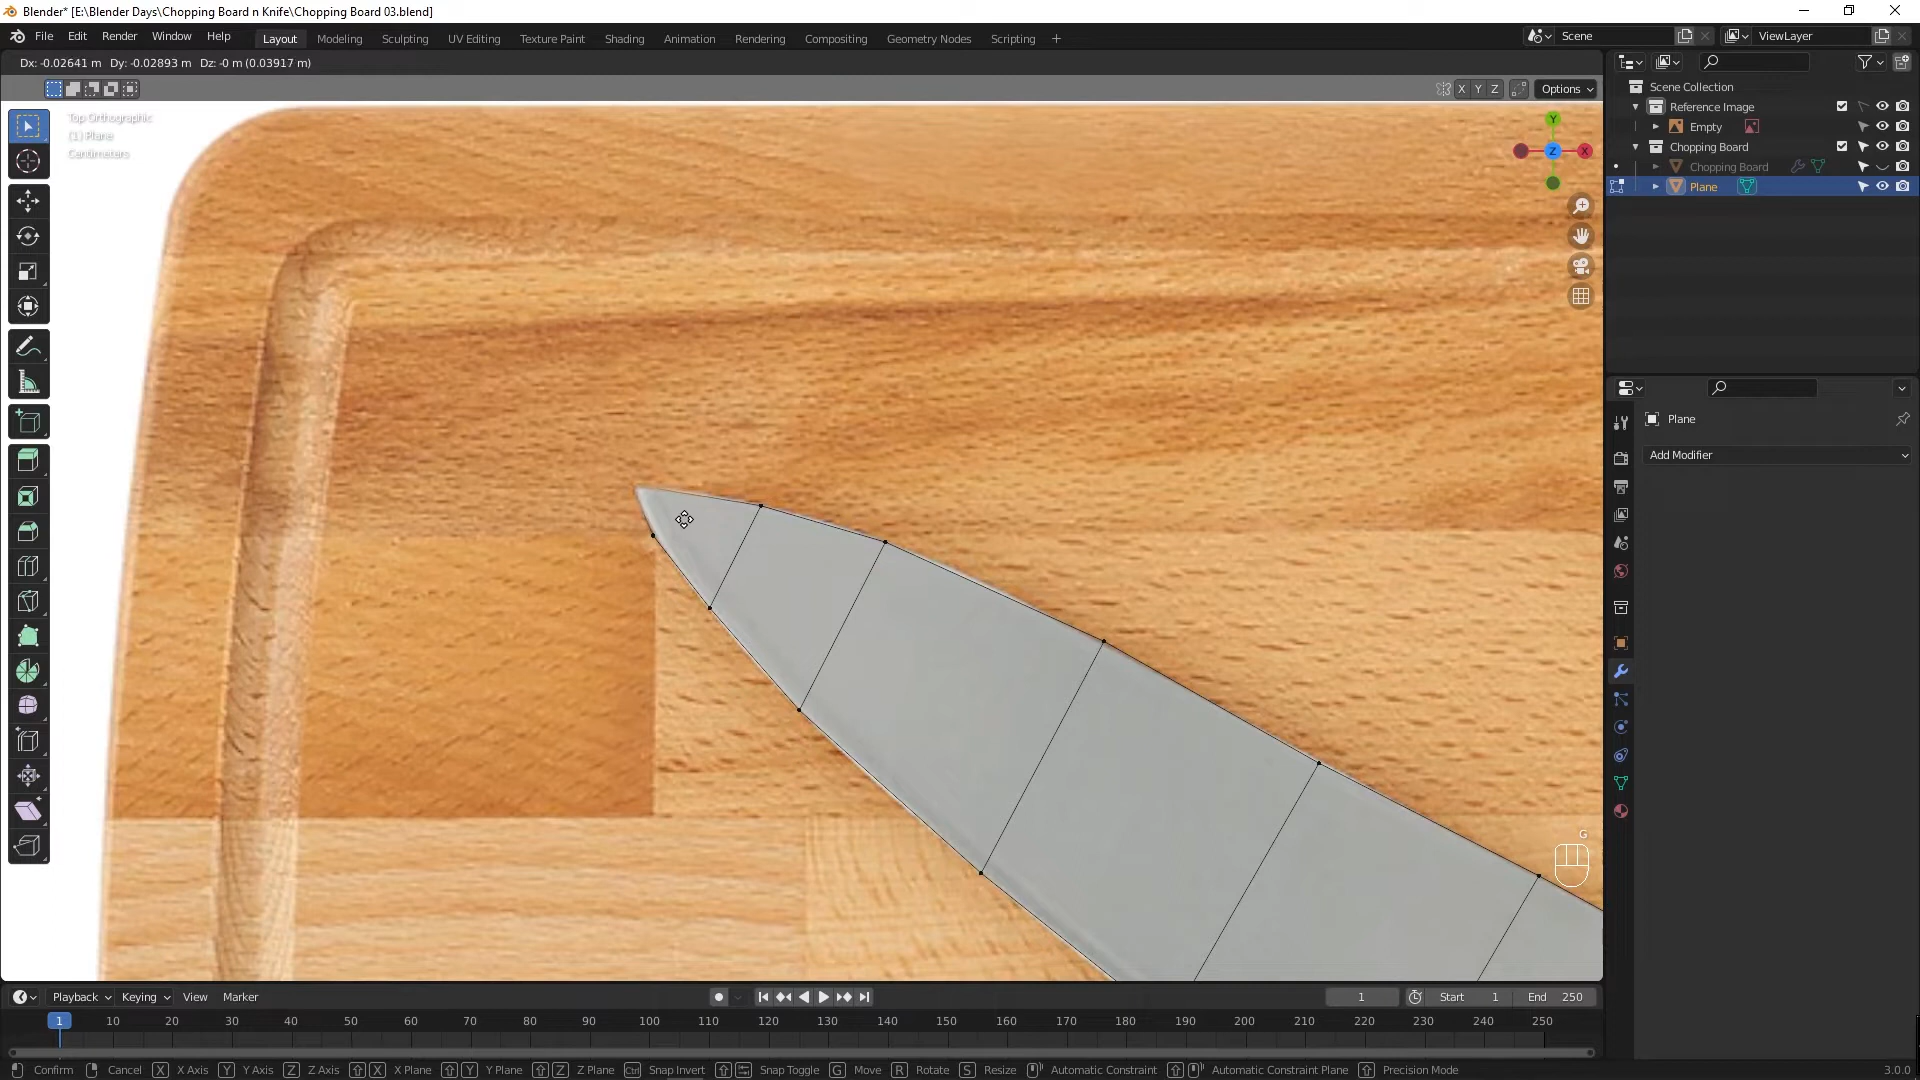 Blender* [E:\Blender Days\Chopping Board n Knife\Chopping Board 03.blend]
File Edit Render Window Help
Layout Modeling Sculpting UV Editing Texture Paint Shading Animation Rendering Compositing Geometry Nodes Scripting +
Scene
ViewLayer
Dx: -0.02641 m Dy: -0.02893 m Dz: -0 m (0.03917 m)
X Y Z
Options
Top Orthographic
(1) Plane
Centimeters
Y
Z
X
Scene Collection
Reference Image
Empty
Chopping Board
Chopping Board
Plane
Plane
Add Modifier
G
Playback Keying View Marker
1
Start 1
End 250
1 10 20 30 40 50 60 70 80 90 100 110 120 130 140 150 160 170 180 190 200 210 220 230 240 250
Confirm Cancel X X Axis Y Y Axis Z Z Axis X X Plane Y Y Plane Z Z Plane Ctrl Snap Invert Snap Toggle G Move R Rotate S Resize Automatic Constraint Automatic Constraint Plane Precision Mode
3.0.0